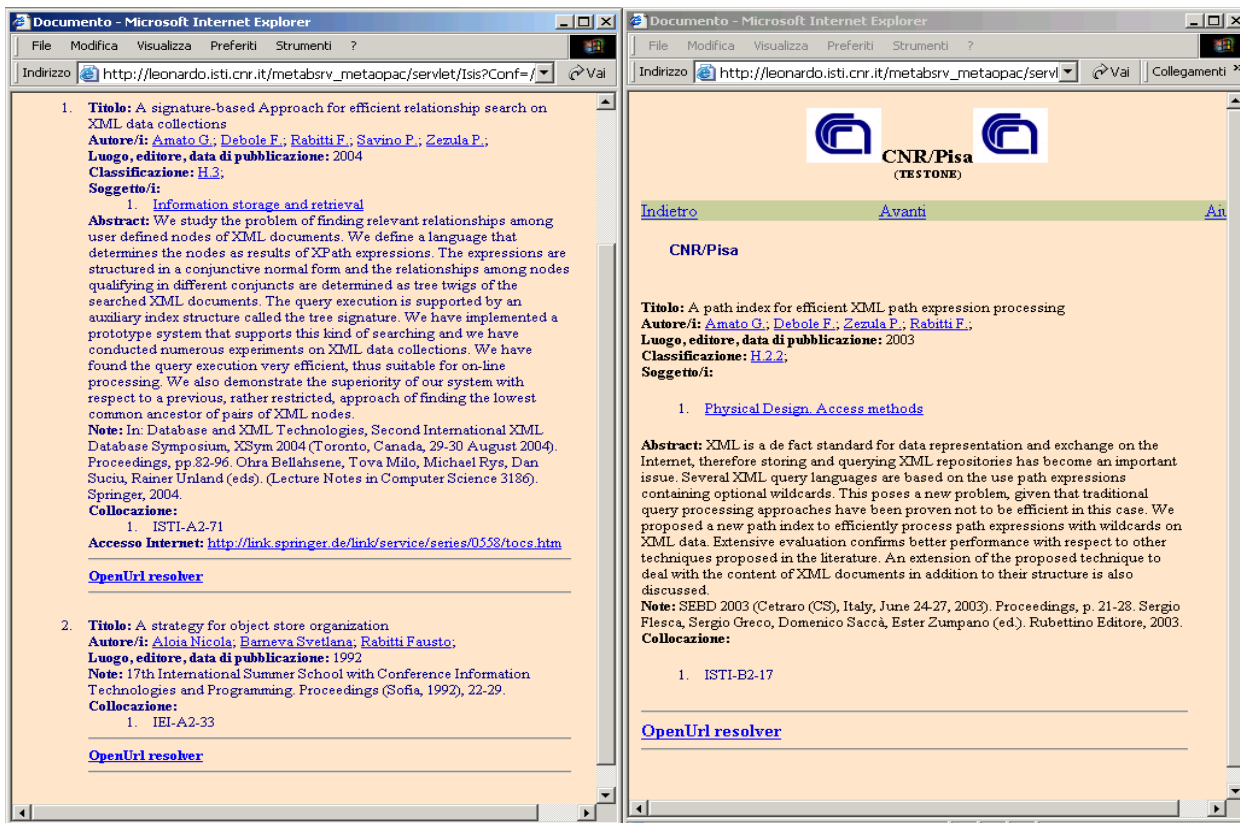 Documento - Microsoft Internet Explorer
File Modifica Visualizza Preferiti Strumenti ?
Indirizzo http://leonardo.isti.cnr.it/metabsrv_metaopac/servlet/Isis?Conf=/ Vai
1. Titolo: A signature-based Approach for efficient relationship search on
XML data collections
Autore/i: Amato G.; Debole F.; Rabitti F.; Savino P.; Zezula P.;
Luogo, editore, data di pubblicazione: 2004
Classificazione: H.3;
Soggetto/i:
1. Information storage and retrieval
Abstract: We study the problem of finding relevant relationships among
user defined nodes of XML documents. We define a language that
determines the nodes as results of XPath expressions. The expressions are
structured in a conjunctive normal form and the relationships among nodes
qualifying in different conjuncts are determined as tree twigs of the
searched XML documents. The query execution is supported by an
auxiliary index structure called the tree signature. We have implemented a
prototype system that supports this kind of searching and we have
conducted numerous experiments on XML data collections. We have
found the query execution very efficient, thus suitable for on-line
processing. We also demonstrate the superiority of our system with
respect to a previous, rather restricted, approach of finding the lowest
common ancestor of pairs of XML nodes.
Note: In: Database and XML Technologies, Second International XML
Database Symposium, XSym 2004 (Toronto, Canada, 29-30 August 2004).
Proceedings, pp.82-96. Ohra Bellahsene, Tova Milo, Michael Rys, Dan
Suciu, Rainer Unland (eds). (Lecture Notes in Computer Science 3186).
Springer, 2004.
Collocazione:
1. ISTI-A2-71
Accesso Internet: http://link.springer.de/link/service/series/0558/tocs.htm
OpenUrl resolver
2. Titolo: A strategy for object store organization
Autore/i: Aloia Nicola; Barneva Svetlana; Rabitti Fausto;
Luogo, editore, data di pubblicazione: 1992
Note: 17th International Summer School with Conference Information
Technologies and Programming. Proceedings (Sofia, 1992), 22-29.
Collocazione:
1. IEI-A2-33
OpenUrl resolver
Documento - Microsoft Internet Explorer
File Modifica Visualizza Preferiti Strumenti ?
Indirizzo http://leonardo.isti.cnr.it/metabsrv_metaopac/servl Vai Collegamenti »
CNR/Pisa
(TESTONE)
Indietro Avanti Aiu
CNR/Pisa
Titolo: A path index for efficient XML path expression processing
Autore/i: Amato G.; Debole F.; Zezula P.; Rabitti F.;
Luogo, editore, data di pubblicazione: 2003
Classificazione: H.2.2;
Soggetto/i:
1. Physical Design. Access methods
Abstract: XML is a de fact standard for data representation and exchange on the
Internet, therefore storing and querying XML repositories has become an important
issue. Several XML query languages are based on the use path expressions
containing optional wildcards. This poses a new problem, given that traditional
query processing approaches have been proven not to be efficient in this case. We
proposed a new path index to efficiently process path expressions with wildcards on
XML data. Extensive evaluation confirms better performance with respect to other
techniques proposed in the literature. An extension of the proposed technique to
deal with the content of XML documents in addition to their structure is also
discussed.
Note: SEBD 2003 (Cetraro (CS), Italy, June 24-27, 2003). Proceedings, p. 21-28. Sergio
Flesca, Sergio Greco, Domenico Saccà, Ester Zumpano (ed.). Rubettino Editore, 2003.
Collocazione:
1. ISTI-B2-17
OpenUrl resolver